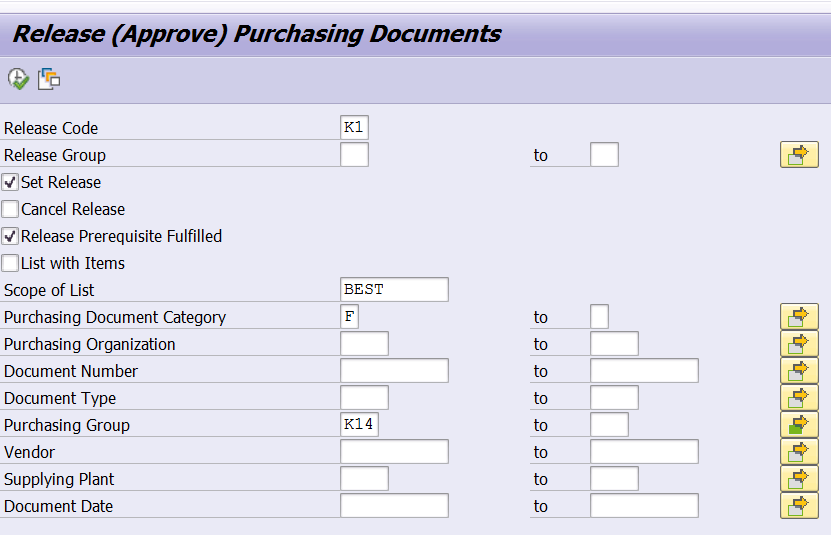 Release (Approve) Purchasing Documents
Release Code K1
Release Group to
Set Release
Cancel Release
Release Prerequisite Fulfilled
List with Items
Scope of List BEST
Purchasing Document Category F to
Purchasing Organization to
Document Number to
Document Type to
Purchasing Group K14 to
Vendor to
Supplying Plant to
Document Date to